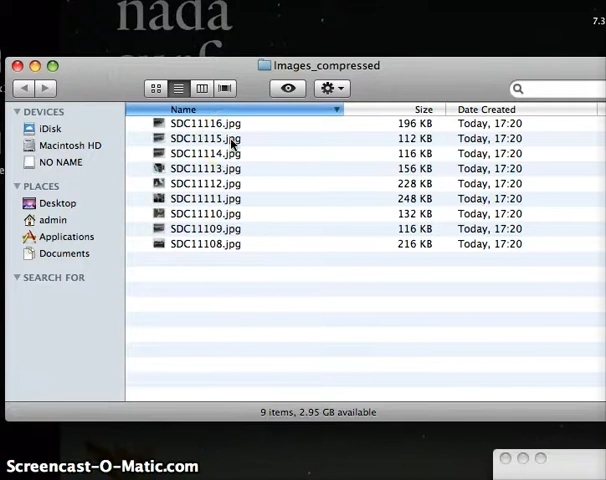 nada
surf
7.3
Images_compressed
DEVICES
iDisk
Macintosh HD
NO NAME
PLACES
Desktop
admin
Applications
Documents
SEARCH FOR
Name Size Date Created
SDC11116.jpg 196 KB Today, 17:20
SDC11115.jpg 112 KB Today, 17:20
SDC11114.jpg 116 KB Today, 17:20
SDC11113.jpg 156 KB Today, 17:20
SDC11112.jpg 228 KB Today, 17:20
SDC11111.jpg 248 KB Today, 17:20
SDC11110.jpg 132 KB Today, 17:20
SDC11109.jpg 116 KB Today, 17:20
SDC11108.jpg 216 KB Today, 17:20
9 items, 2.95 GB available
Screencast-O-Matic.com